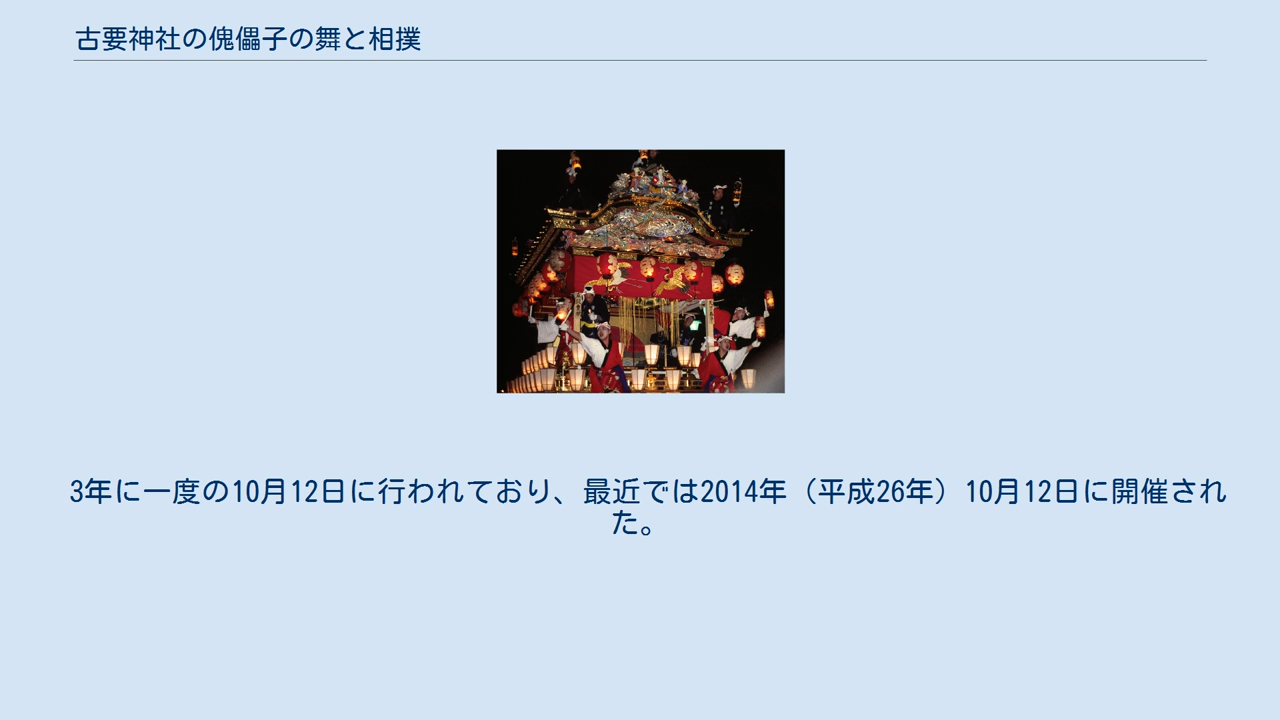 古要神社の傀儡子の舞と相撲
3年に一度の10月12日に行われており、最近では2014年（平成26年）10月12日に開催され
た。